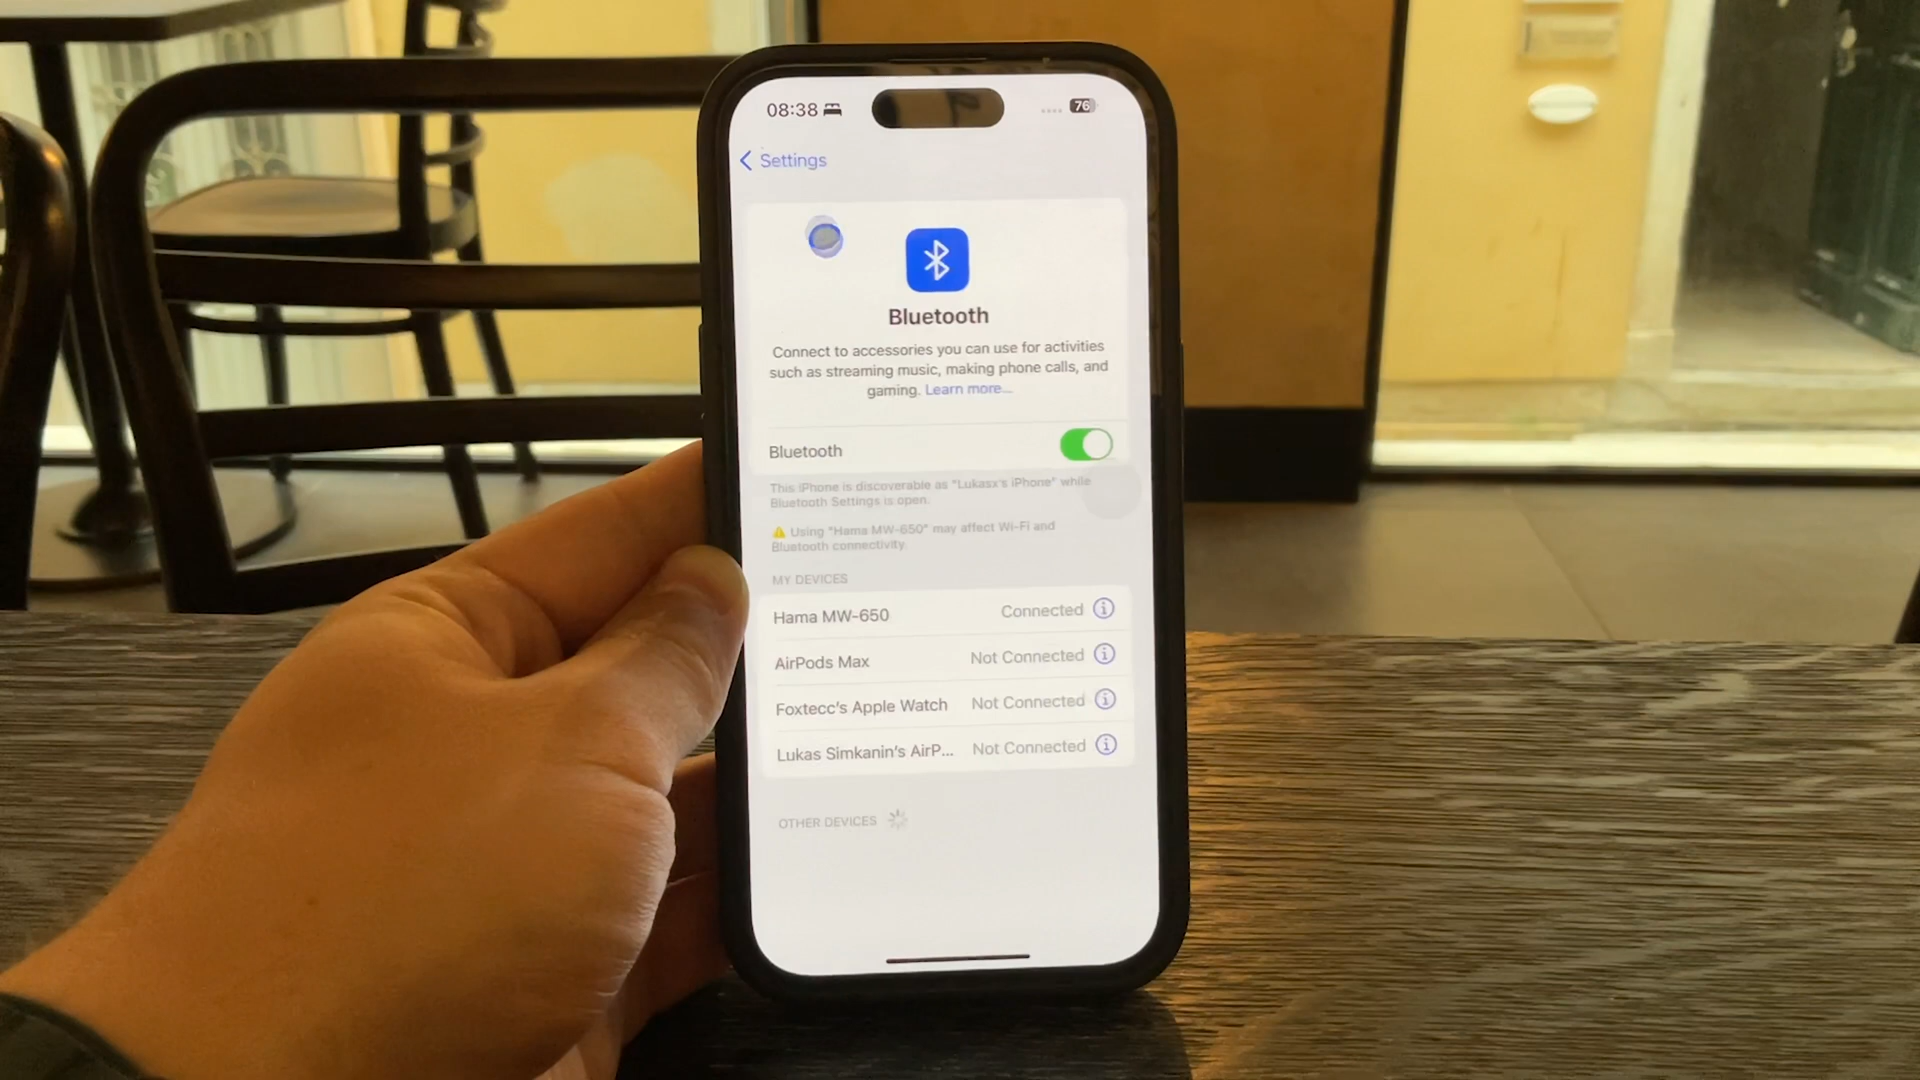 08:38
76
Settings
Bluetooth
Connect to accessories you can use for activities
such as streaming music, making phone calls, and
gaming. Learn more...
Bluetooth
This iPhone is discoverable as "Lukasx's iPhone" while
Bluetooth Settings is open.
Using "Hama MW-650" may affect Wi-Fi and
Bluetooth connectivity.
MY DEVICES
Hama MW-650 Connected
AirPods Max Not Connected
Foxtecc's Apple Watch Not Connected
Lukas Simkanin's AirP... Not Connected
OTHER DEVICES